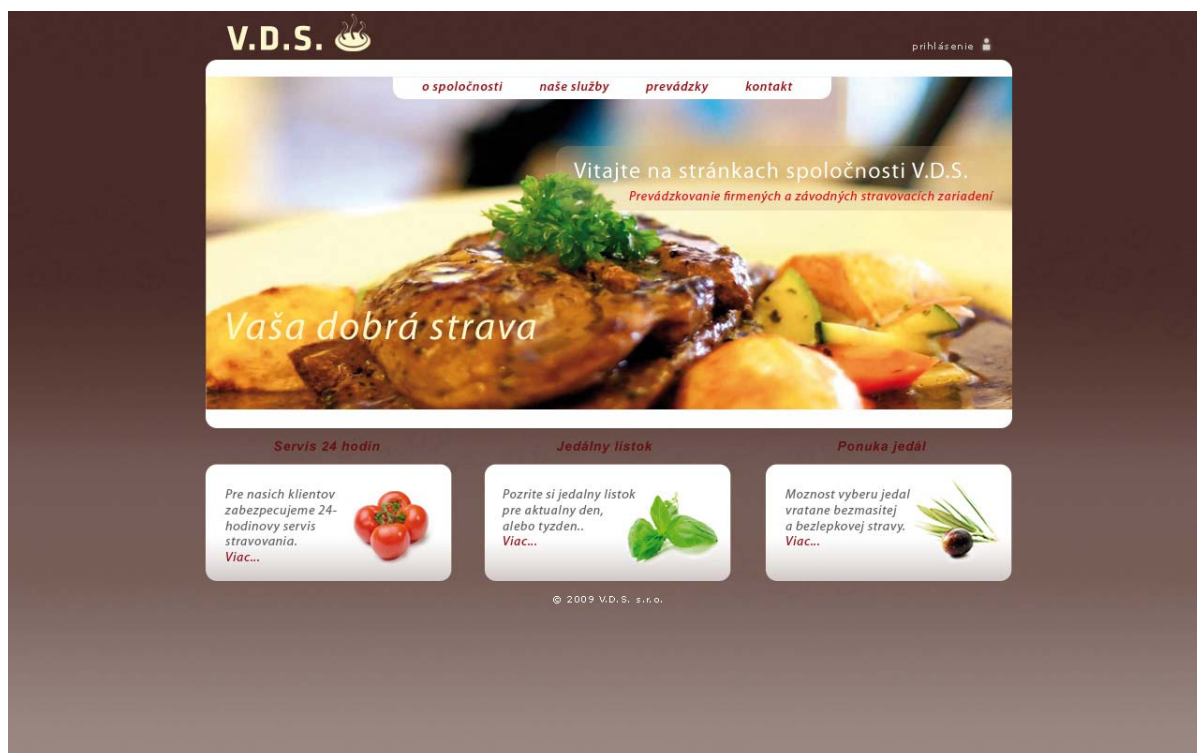 V.D.S.
prihlásenie
o spoločnosti naše služby prevádzky kontakt
Vitajte na stránkach spoločnosti V.D.S.
Prevádzkovanie firmených a závodných stravovacích zariadení
Vaša dobrá strava
Servis 24 hodín
Pre nasich klientov
zabezpecujeme 24-
hodinovy servis
stravovania.
Viac...
Jedálny lístok
Pozrite si jedalny listok
pre aktualny den,
alebo tyzden..
Viac...
Ponuka jedál
Moznost vyberu jedal
vratane bezmasitej
a bezlepkovej stravy.
Viac...
© 2009 V.D.S. s.r.o.